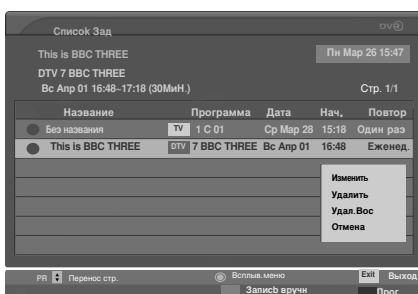 Список Зад
DVR
This is BBC THREE
Пн Мар 26 15:47
DTV 7 BBC THREE
Вс Апр 01 16:48~17:18 (30МиН.)
Стр. 1/1
Название Программа Дата Нач. Повтор
Без названия TV 1 C 01 Ср Мар 28 15:18 Один раэ
This is BBC THREE DTV 7 BBC THREE Вс Апр 01 16:48 Еженед.
Изменить
Удалить
Удал.Вос
Отмена
PR Перенос стр. Всплыв.меню Exit Выход
Записb вручн Прог